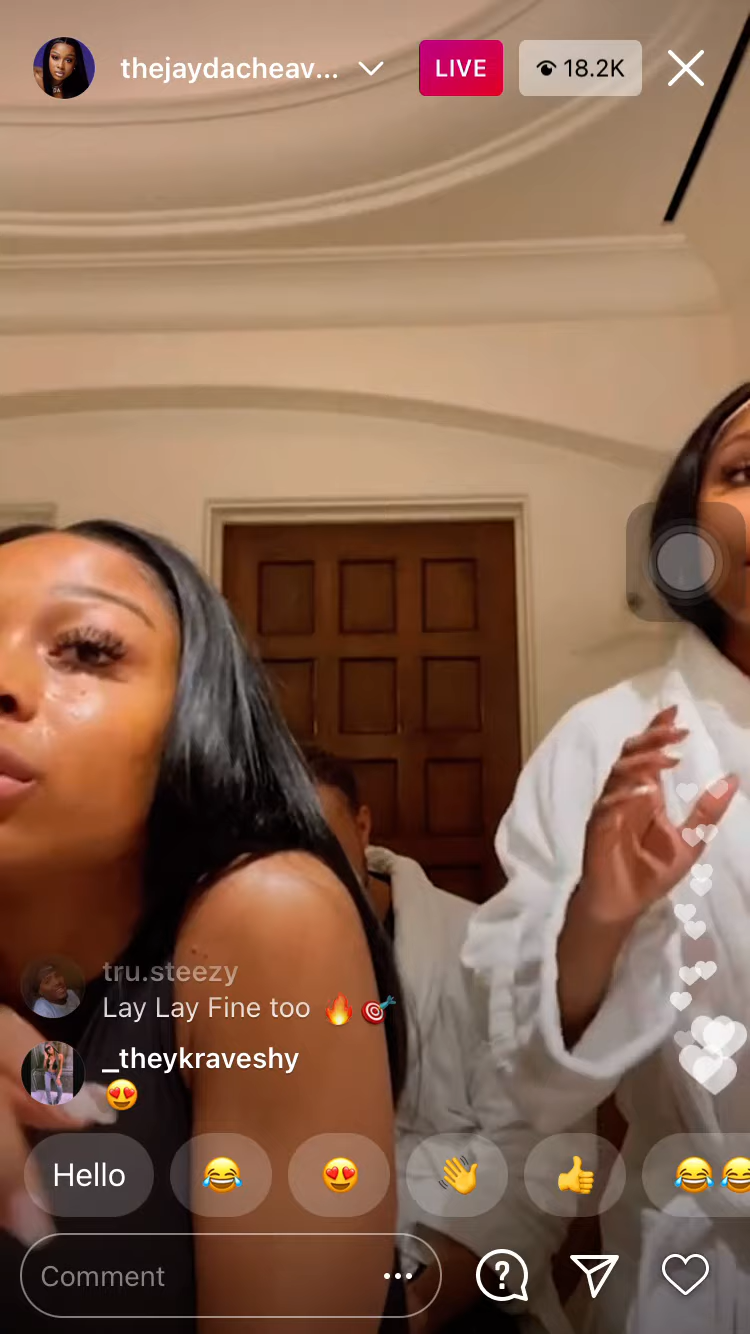 thejaydacheav...
LIVE
18.2K
tru.steezy
Lay Lay Fine too 🔥🎯
_theykraveshy
😍
Hello
😂
😍
👋
👍
😂😂
Comment